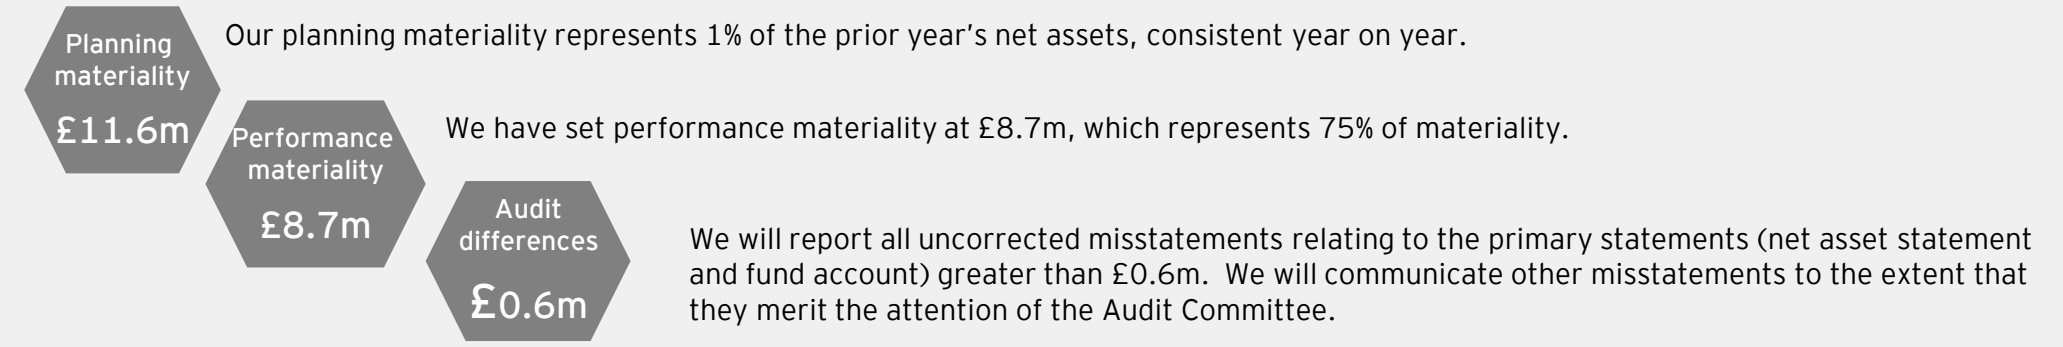 Planning
materiality
£11.6m
Our planning materiality represents 1% of the prior year's net assets, consistent year on year.
Performance
materiality
£8.7m
We have set performance materiality at £8.7m, which represents 75% of materiality.
Audit
differences
£0.6m
We will report all uncorrected misstatements relating to the primary statements (net asset statement
and fund account) greater than £0.6m. We will communicate other misstatements to the extent that
they merit the attention of the Audit Committee.